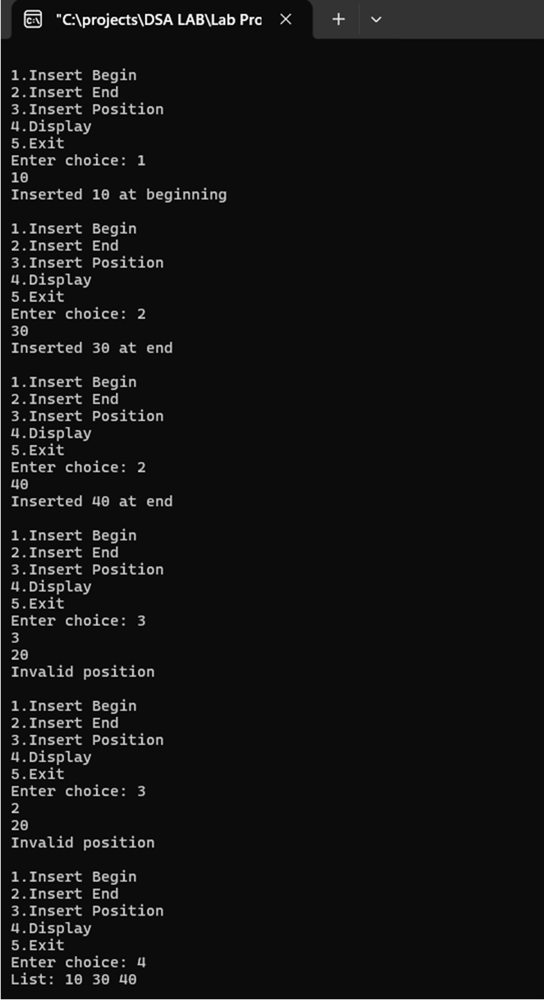 "C:\projects\DSA LAB\Lab Pro
1.Insert Begin
2.Insert End
3.Insert Position
4.Display
5.Exit
Enter choice: 1
10
Inserted 10 at beginning
1.Insert Begin
2.Insert End
3.Insert Position
4.Display
5.Exit
Enter choice: 2
30
Inserted 30 at end
1.Insert Begin
2.Insert End
3.Insert Position
4.Display
5.Exit
Enter choice: 2
40
Inserted 40 at end
1.Insert Begin
2.Insert End
3.Insert Position
4.Display
5.Exit
Enter choice: 3
3
20
Invalid position
1.Insert Begin
2.Insert End
3.Insert Position
4.Display
5.Exit
Enter choice: 3
2
20
Invalid position
1.Insert Begin
2.Insert End
3.Insert Position
4.Display
5.Exit
Enter choice: 4
List: 10 30 40